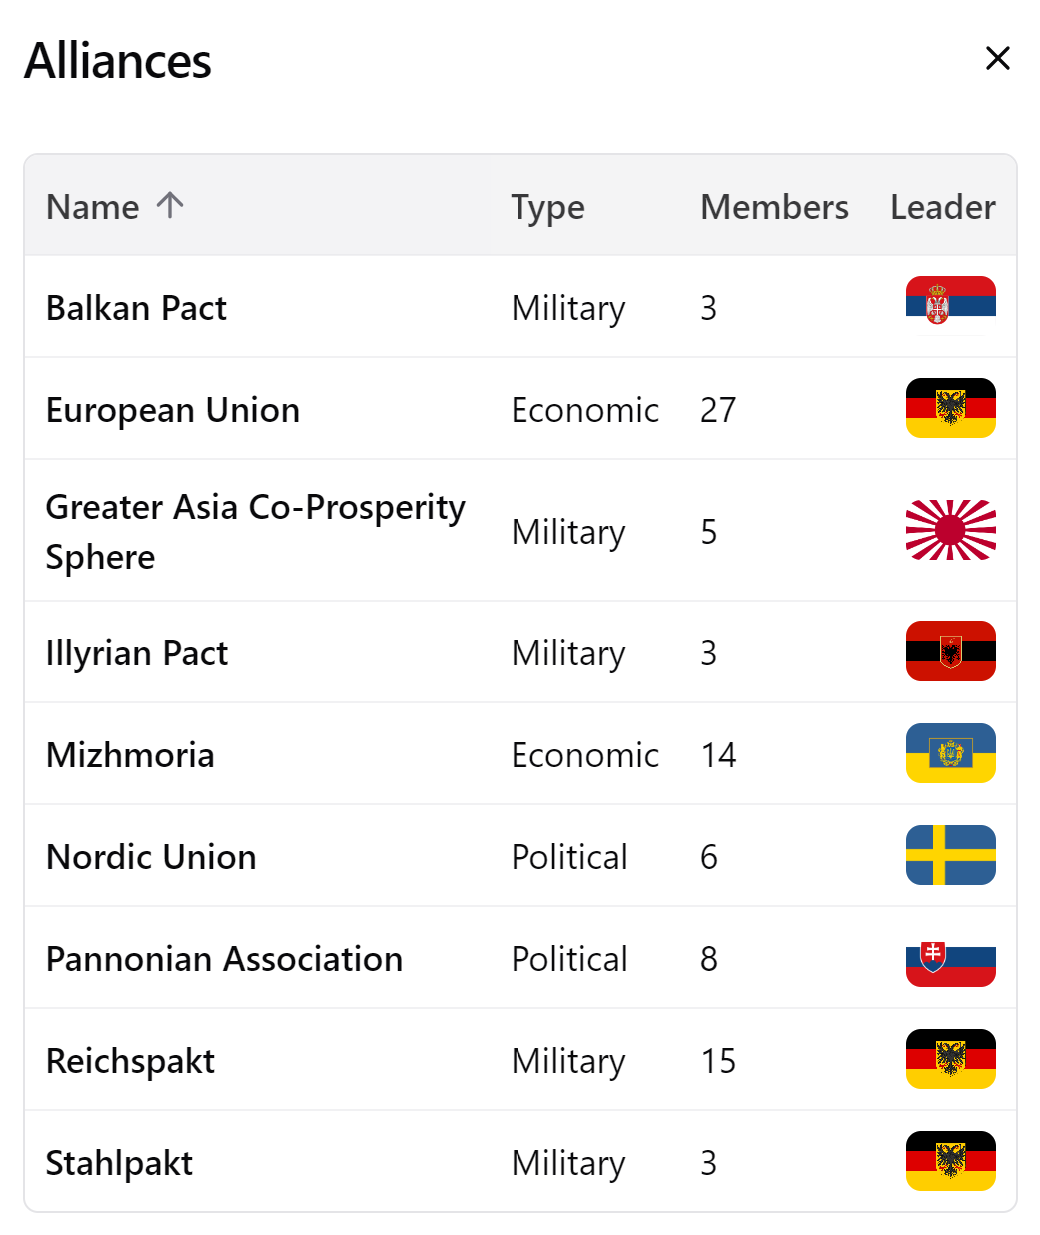 Alliances
Name Type Members Leader
Balkan Pact Military 3
European Union Economic 27
Greater Asia Co-Prosperity
Sphere Military 5
Illyrian Pact Military 3
Mizhmoria Economic 14
Nordic Union Political 6
Pannonian Association Political 8
Reichspakt Military 15
Stahlpakt Military 3